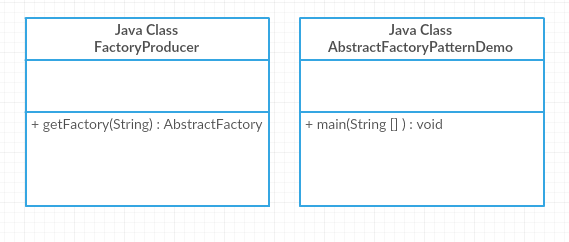 Java Class
FactoryProducer
+ getFactory(String) : AbstractFactory
Java Class
AbstractFactoryPatternDemo
+ main(String [] ) : void